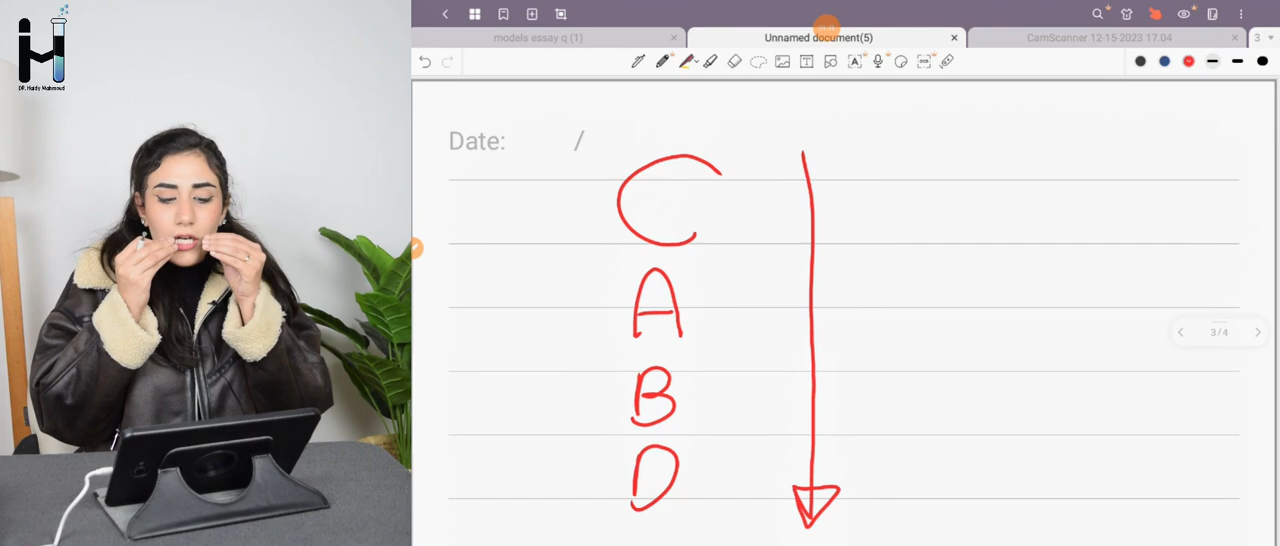 H
DR. Haidy Mahmoud
models essay q (1)
Unnamed document(5)
CamScanner 12-15-2023 17.04
3
Date: /
C
A
B
D
3/4